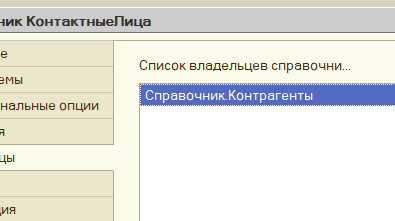 ник КонтактныеЛица
е
емы
Список владельцев справочни...
нальные опции
Справочник.Контрагенты
я
цы
ция